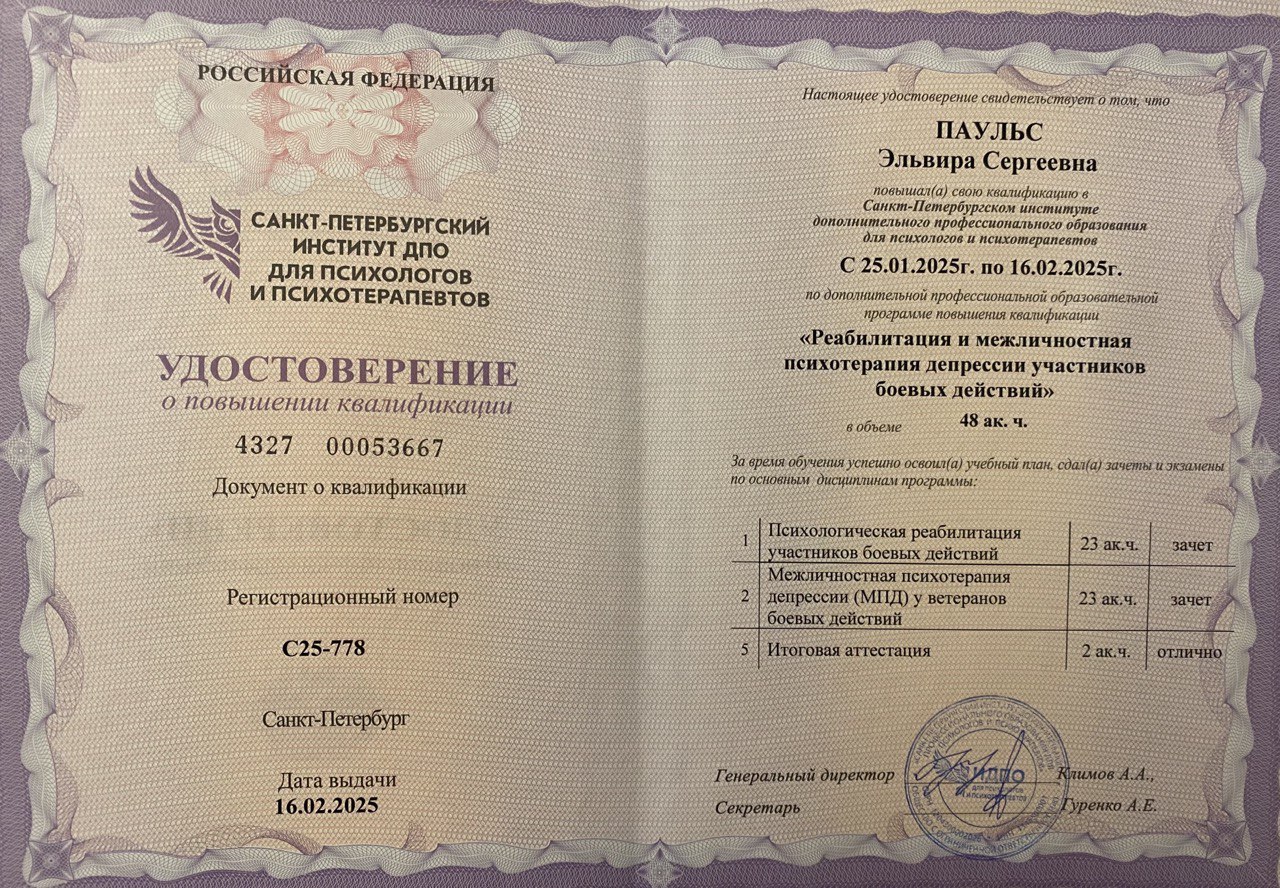 РОССИЙСКАЯ ФЕДЕРАЦИЯ
САНКТ-ПЕТЕРБУРГСКИЙ
ИНСТИТУТ ДПО
ДЛЯ ПСИХОЛОГОВ
И ПСИХОТЕРАПЕВТОВ
УДОСТОВЕРЕНИЕ
о повышении квалификации
4327 00053667
Документ о квалификации
Регистрационный номер
С25-778
Санкт-Петербург
Дата выдачи
16.02.2025
Настоящее удостоверение свидетельствует о том, что
ПАУЛЬС
Эльвира Сергеевна
повышал(а) свою квалификацию в
Санкт-Петербургском институте
дополнительного профессионального образования
для психологов и психотерапевтов
С 25.01.2025г. по 16.02.2025г.
по дополнительной профессиональной образовательной
программе повышения квалификации
«Реабилитация и межличностная
психотерапия депрессии участников
боевых действий»
в объеме 48 ак. ч.
За время обучения успешно освоил(а) учебный план, сдал(а) зачеты и экзамены
по основным дисциплинам программы:
1 Психологическая реабилитация участников боевых действий 23 ак.ч. зачет
2 Межличностная психотерапия депрессии (МПД) у ветеранов боевых действий 23 ак.ч. зачет
5 Итоговая аттестация 2 ак.ч. отлично
Генеральный директор Климов А.А.,
Секретарь Гуренко А.Е.
ИДПО
для психологов
и психотерапевтов